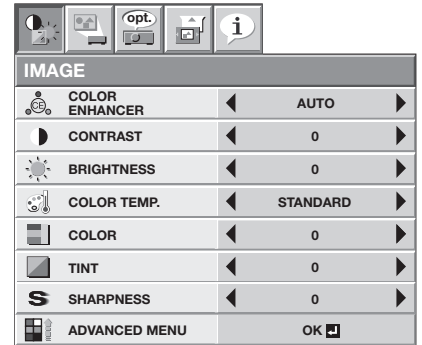 opt.
i
IMAGE
CE
COLOR
ENHANCER
AUTO
CONTRAST
0
BRIGHTNESS
0
COLOR TEMP.
STANDARD
COLOR
0
TINT
0
S
SHARPNESS
0
ADVANCED MENU
OK